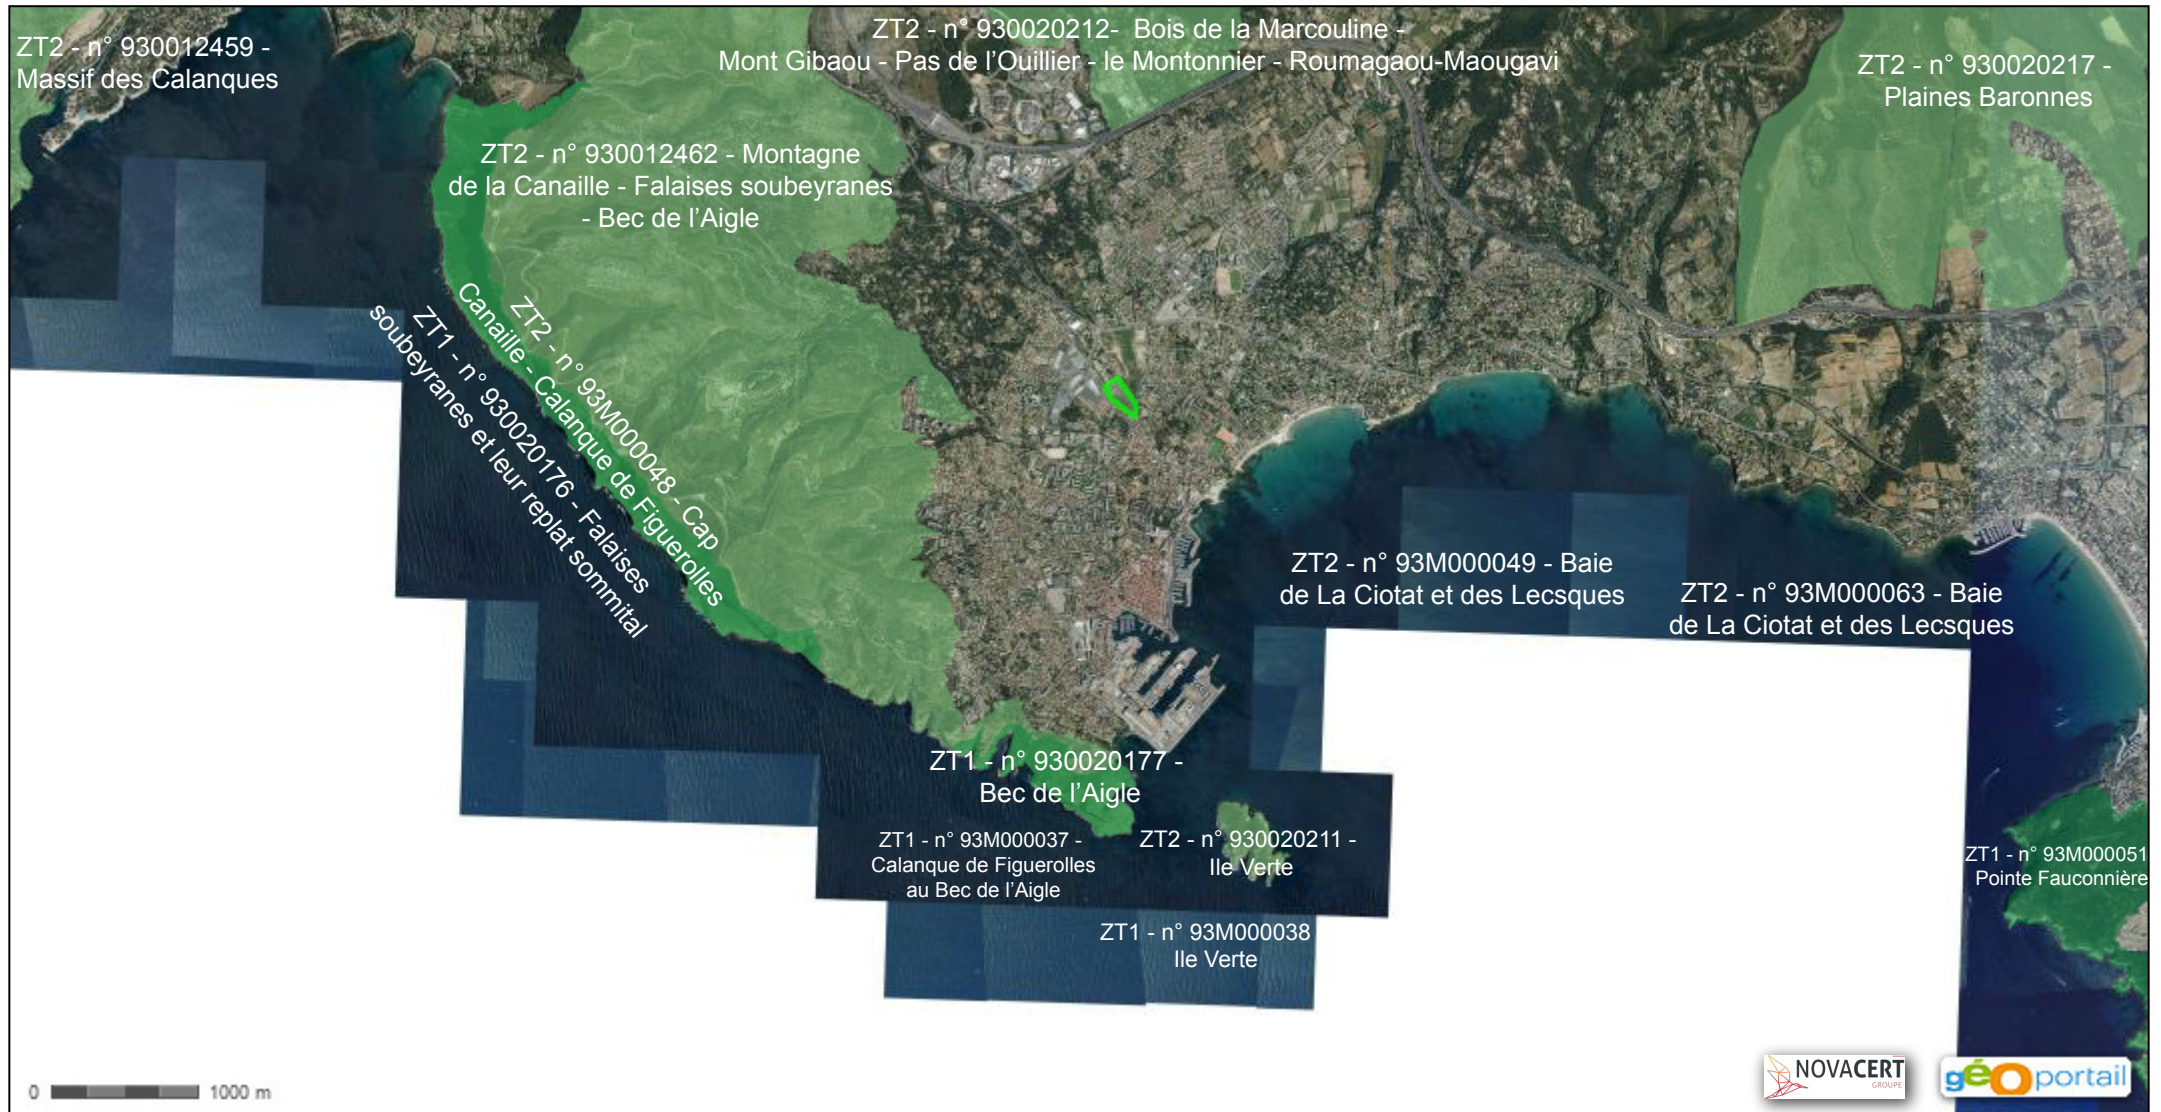 ZT2 - n° 930012459 -
Massif des Calanques
ZT2 - n° 930020212- Bois de la Marcouline -
Mont Gibaou - Pas de l’Ouillier - le Montonnier - Roumagaou-Maougavi
ZT2 - n° 930020217 -
Plaines Baronnes
ZT2 - n° 930012462 - Montagne
de la Canaille - Falaises soubeyranes
- Bec de l’Aigle
ZT2 - n° 93M000048 - Cap
Canaille - Calanque de Figuerolles
ZT1 - n° 930020176 - Falaises
soubeyranes et leur replat sommital
ZT2 - n° 93M000049 - Baie
de La Ciotat et des Lecsques
ZT2 - n° 93M000063 - Baie
de La Ciotat et des Lecsques
ZT1 - n° 930020177 -
Bec de l’Aigle
ZT1 - n° 93M000037 -
Calanque de Figuerolles
au Bec de l’Aigle
ZT2 - n° 930020211 -
Ile Verte
ZT1 - n° 93M000051
Pointe Fauconnière
ZT1 - n° 93M000038
Ile Verte
0 1000 m
NOVACERT
GROUPE
géoportail